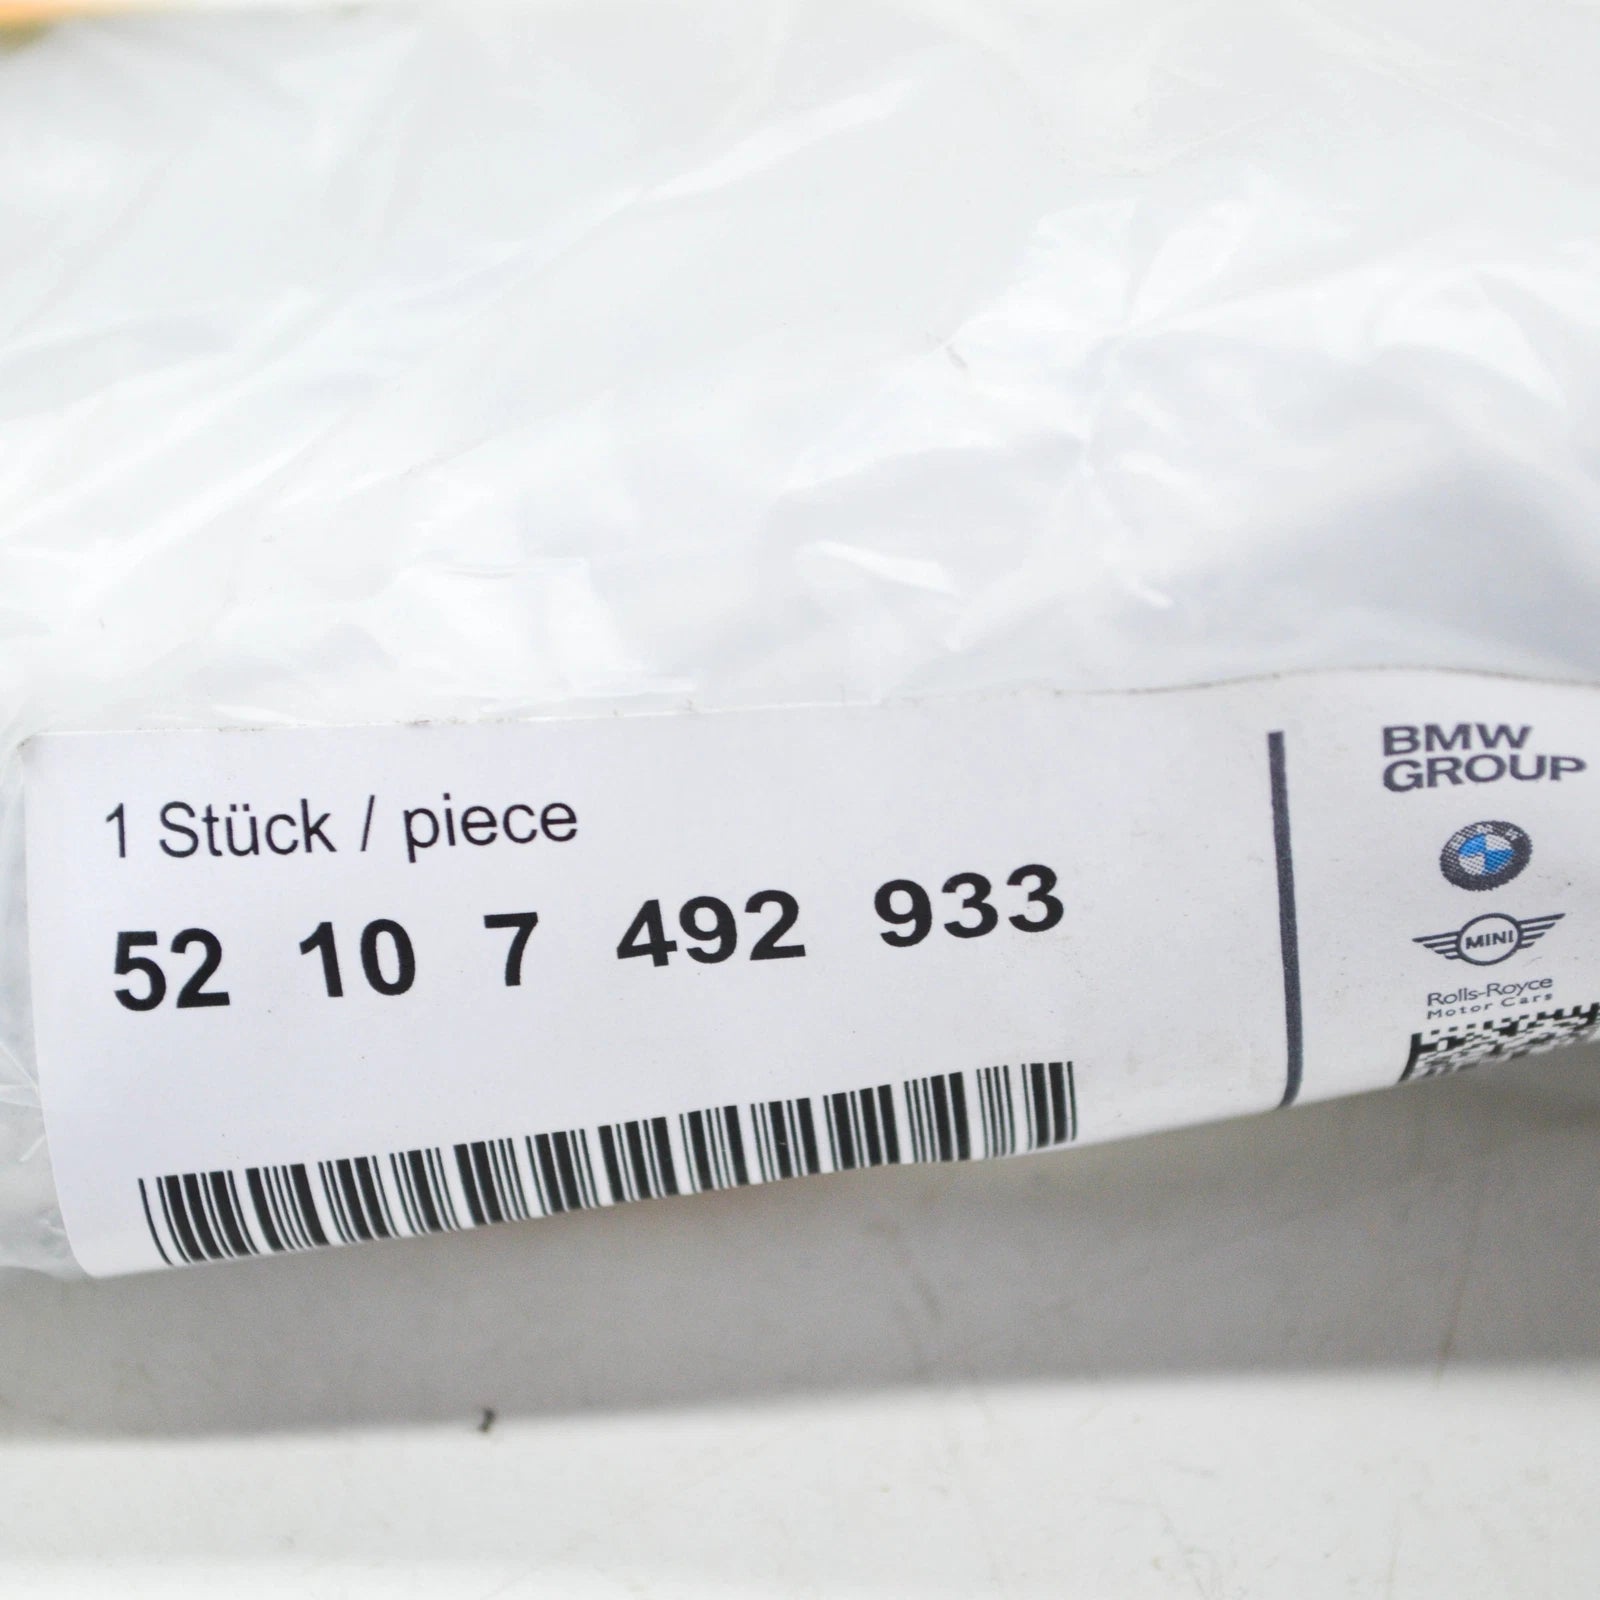 1 Stück / piece
52 10 7 492 933
BMW
GROUP
MINI
Rolls-Royce
Motor Cars